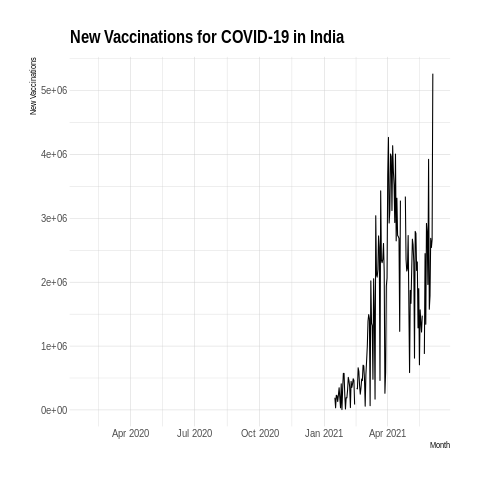 New Vaccinations for COVID-19 in India
New Vaccinations
5e+06
4e+06
3e+06
2e+06
1e+06
0e+00
Apr 2020 Jul 2020 Oct 2020 Jan 2021 Apr 2021
Month